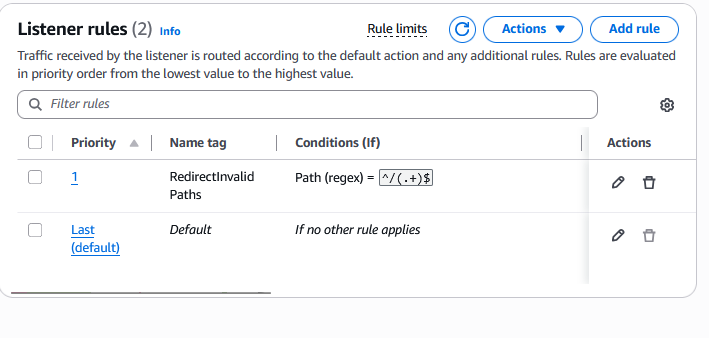 Listener rules (2) Info
Rule limits
Actions
Add rule
Traffic received by the listener is routed according to the default action and any additional rules. Rules are evaluated
in priority order from the lowest value to the highest value.
Filter rules
Priority Name tag Conditions (If) Actions
1 RedirectInvalid Path (regex) = ^/(.+)$
Paths
Last Default If no other rule applies
(default)